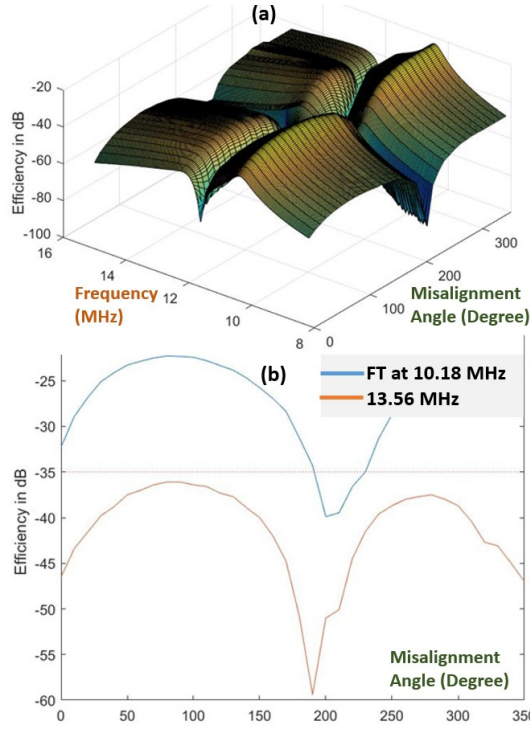 (a)
-20
-40
-60
-80
-100
Efficiency in dB
16
14
12
10
8
Frequency
(MHz)
0
100
200
300
Misalignment
Angle (Degree)
(b)
FT at 10.18 MHz
13.56 MHz
-25
-30
-35
-40
-45
-50
-55
-60
Efficiency in dB
Misalignment
Angle (Degree)
0
50
100
150
200
250
300
350